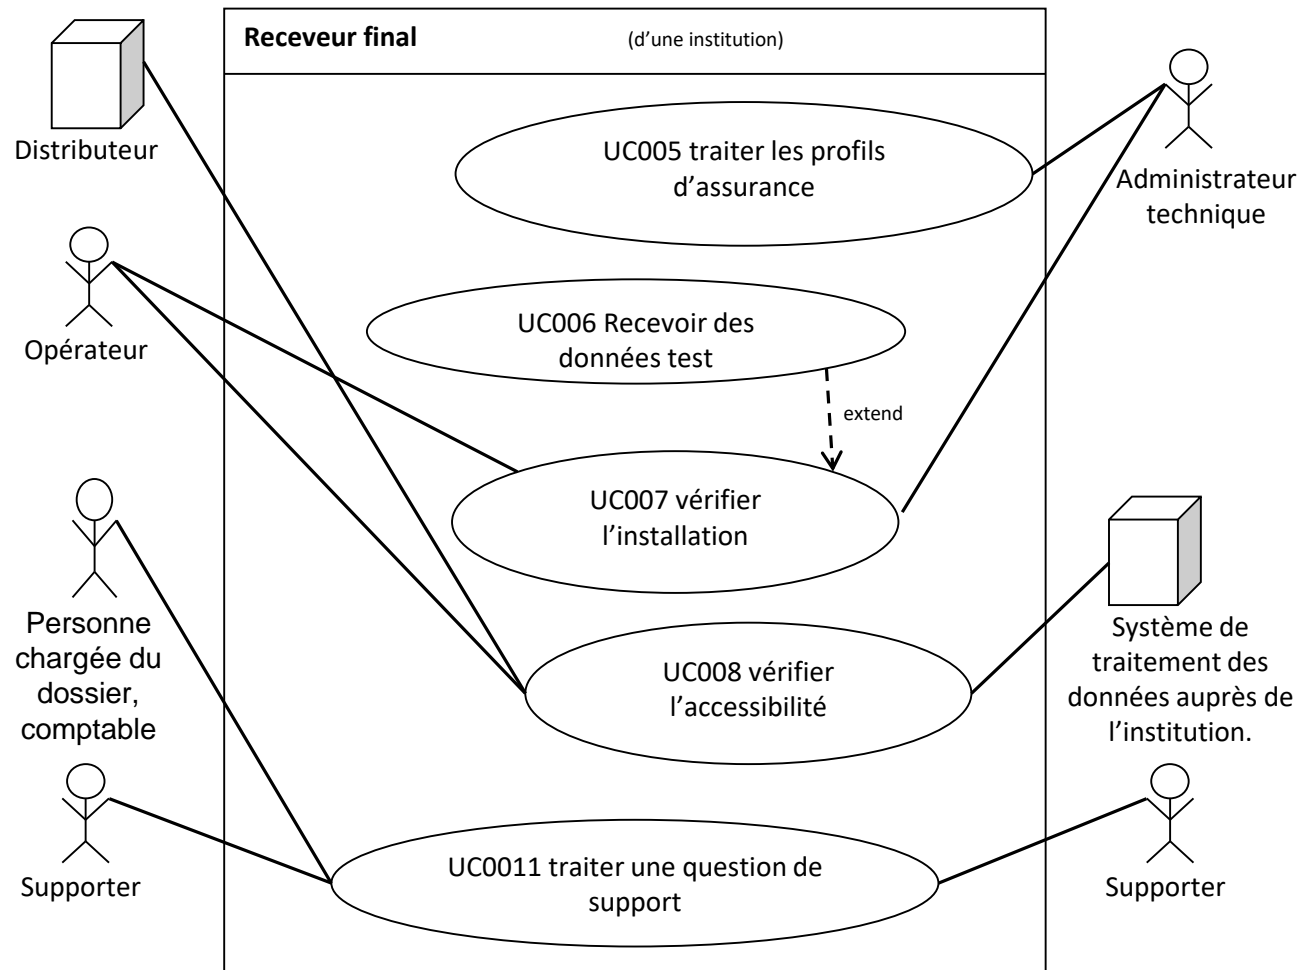 Receveur final (d'une institution)
Distributeur
UC005 traiter les profils
d'assurance
Administrateur
technique
Opérateur
UC006 Recevoir des
données test
extend
UC007 vérifier
l'installation
Personne
chargée du
dossier,
comptable
UC008 vérifier
l'accessibilité
Système de
traitement des
données auprès de
l'institution.
Supporter
UC0011 traiter une question de
support
Supporter